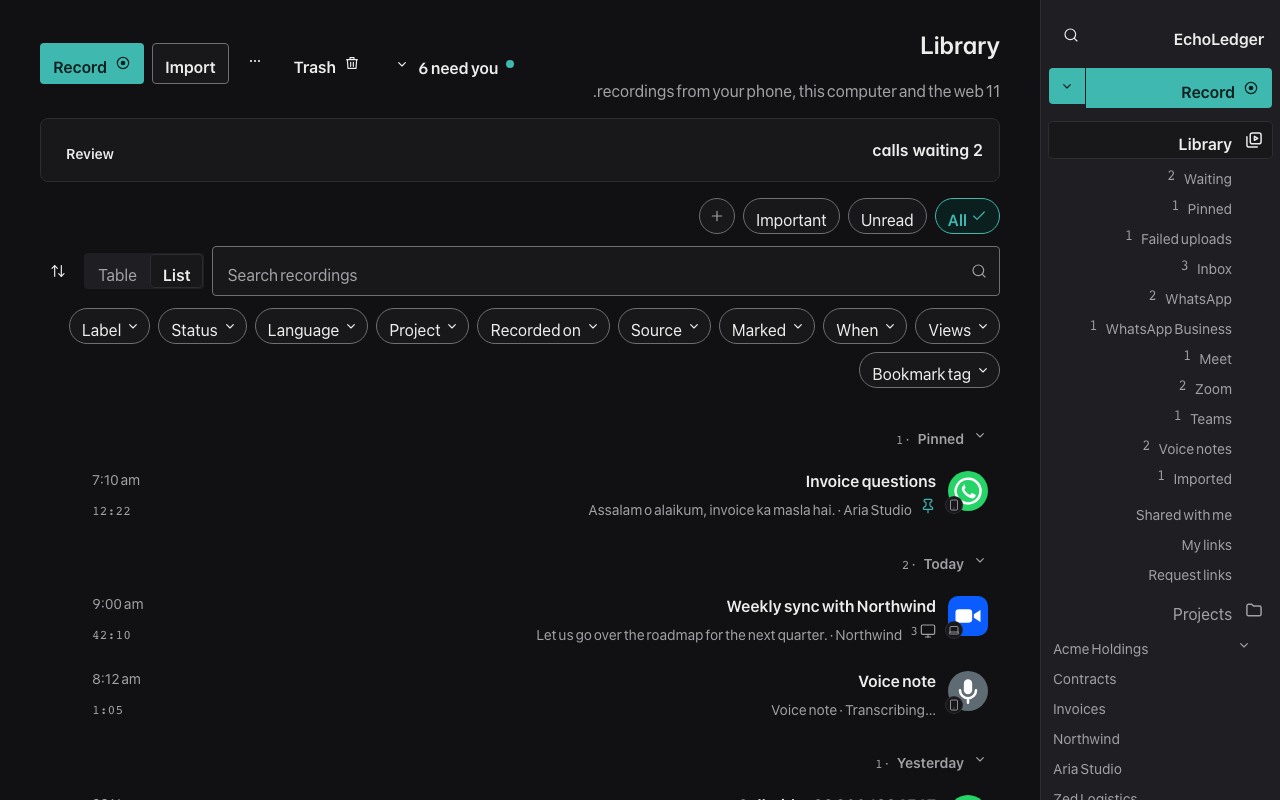 EchoLedger
Record
Library
Waiting 2
Pinned 1
Failed uploads 1
Inbox 3
WhatsApp 2
WhatsApp Business 1
Meet 1
Zoom 2
Teams 1
Voice notes 2
Imported 1
Shared with me
My links
Request links
Projects
Acme Holdings
Contracts
Invoices
Northwind
Aria Studio
Zed Logistics
Library
.recordings from your phone, this computer and the web 11
6 need you
Trash
...
Import
Record
calls waiting 2
Review
All
Unread
Important
Search recordings
List
Table
Views
When
Marked
Source
Recorded on
Project
Language
Status
Label
Bookmark tag
Pinned · 1
Invoice questions
7:10 am
Assalam o alaikum, invoice ka masla hai. · Aria Studio
12:22
Today · 2
Weekly sync with Northwind
9:00 am
3
Let us go over the roadmap for the next quarter. · Northwind
42:10
Voice note
8:12 am
Voice note · Transcribing...
1:05
Yesterday · 1